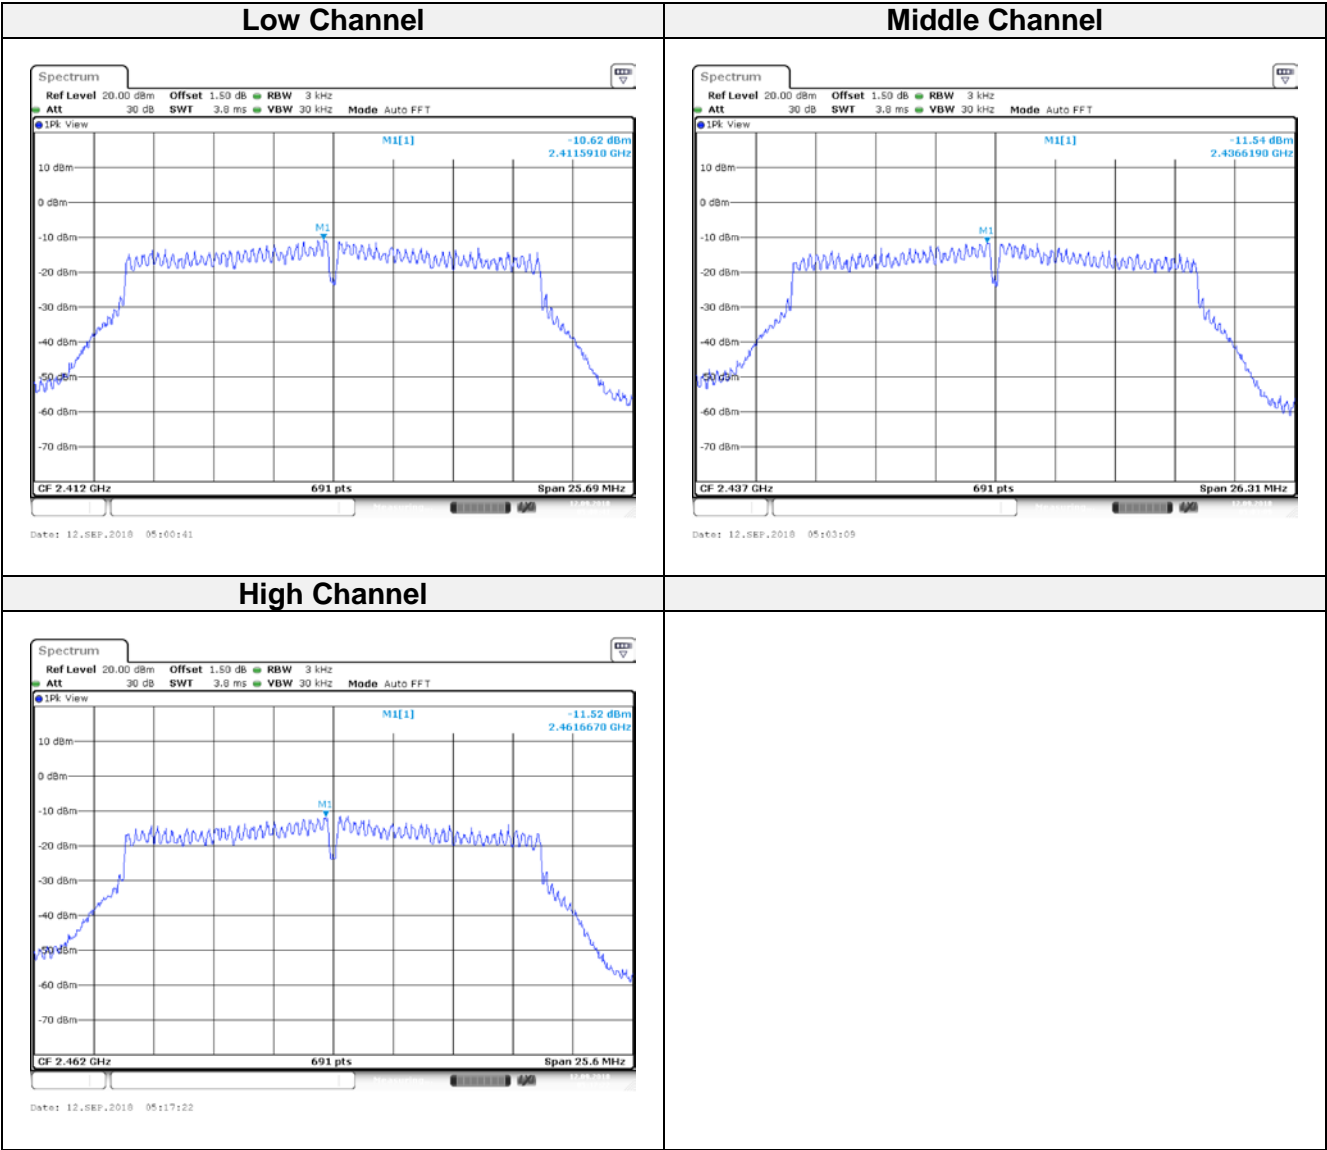 Low Channel
Middle Channel
Spectrum
Ref Level 20.00 dBm Offset 1.50 dB RBW 3 kHz
Att 30 dB SWT 3.8 ms VBW 30 kHz Mode Auto FFT
1Pk View
M1[1] -10.62 dBm
2.4115910 GHz
10 dBm
0 dBm
M1
-10 dBm
-20 dBm
-30 dBm
-40 dBm
-50 dBm
-60 dBm
-70 dBm
CF 2.412 GHz 691 pts Span 25.69 MHz
Date: 12.SEP.2018 05:00:41
Spectrum
Ref Level 20.00 dBm Offset 1.50 dB RBW 3 kHz
Att 30 dB SWT 3.8 ms VBW 30 kHz Mode Auto FFT
1Pk View
M1[1] -11.54 dBm
2.4366190 GHz
10 dBm
0 dBm
M1
-10 dBm
-20 dBm
-30 dBm
-40 dBm
-50 dBm
-60 dBm
-70 dBm
CF 2.437 GHz 691 pts Span 26.31 MHz
Date: 12.SEP.2018 05:03:09
High Channel
Spectrum
Ref Level 20.00 dBm Offset 1.50 dB RBW 3 kHz
Att 30 dB SWT 3.8 ms VBW 30 kHz Mode Auto FFT
1Pk View
M1[1] -11.52 dBm
2.4616670 GHz
10 dBm
0 dBm
M1
-10 dBm
-20 dBm
-30 dBm
-40 dBm
-50 dBm
-60 dBm
-70 dBm
CF 2.462 GHz 691 pts Span 25.6 MHz
Date: 12.SEP.2018 05:17:22